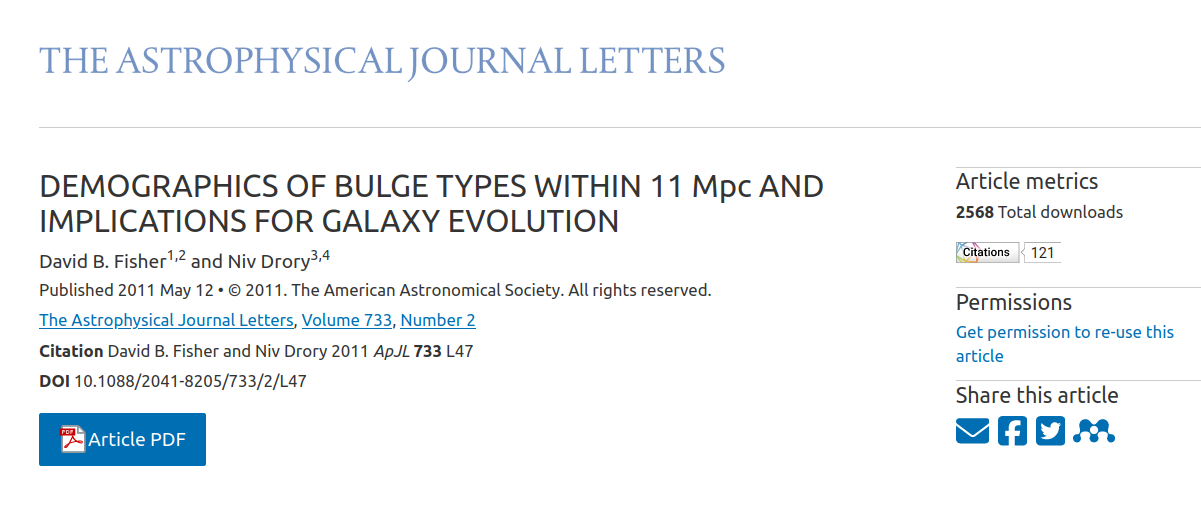 THE ASTROPHYSICAL JOURNAL LETTERS
DEMOGRAPHICS OF BULGE TYPES WITHIN 11 Mpc AND
IMPLICATIONS FOR GALAXY EVOLUTION
David B. Fisher1,2 and Niv Drory3,4
Published 2011 May 12 • © 2011. The American Astronomical Society. All rights reserved.
The Astrophysical Journal Letters, Volume 733, Number 2
Citation David B. Fisher and Niv Drory 2011 ApJL 733 L47
DOI 10.1088/2041-8205/733/2/L47
PDF Article PDF
Article metrics
2568 Total downloads
Citations 121
Permissions
Get permission to re-use this
article
Share this article